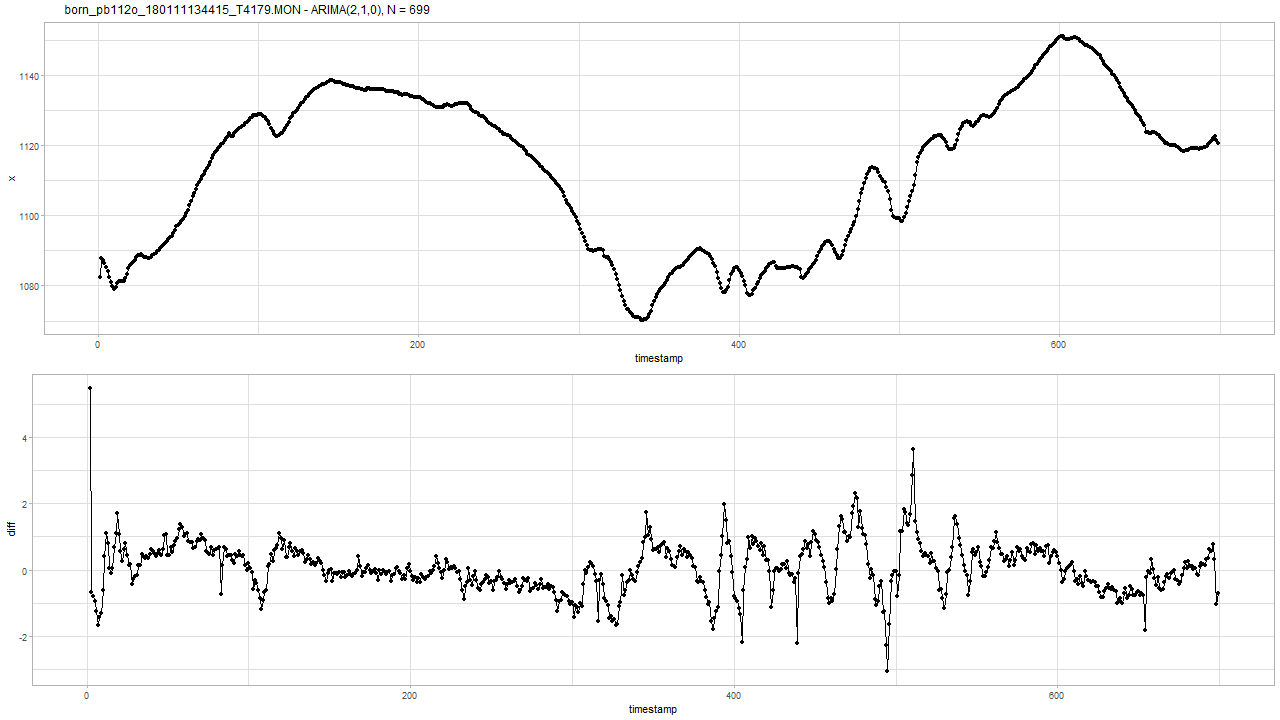 born_pb112o_180111134415_T4179.MON - ARIMA(2,1,0), N = 699
1140
1120
1100
1080
x
0 200 400 600
timestamp
4
2
0
-2
diff
0 200 400 600
timestamp